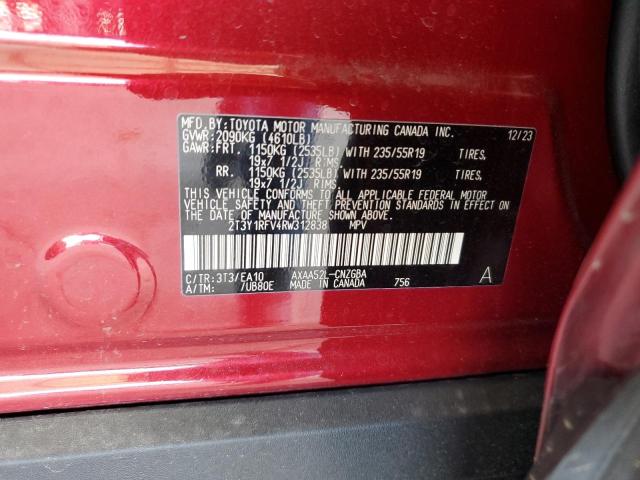 MFD.BY:TOYOTA MOTOR MANUFACTURING CANADA INC.
GVWR:2090KG (4610LB) 12/23
GAWR:FRT. 1150KG (2535LB) WITH 235/55R19 TIRES,
19x7 1/2J RIMS,
RR. 1150KG (2535LB) WITH 235/55R19 TIRES,
19x7 1/2J RIMS,
THIS VEHICLE CONFORMS TO ALL APPLICABLE FEDERAL MOTOR
VEHICLE SAFETY AND THEFT PREVENTION STANDARDS IN EFFECT ON
THE DATE OF MANUFACTURE SHOWN ABOVE.
2T3Y1RFV4RW312838 MPV
C/TR:3T3/EA10 AXAA52L-CNZGBA A
A/TM: /UB80E MADE IN CANADA 756